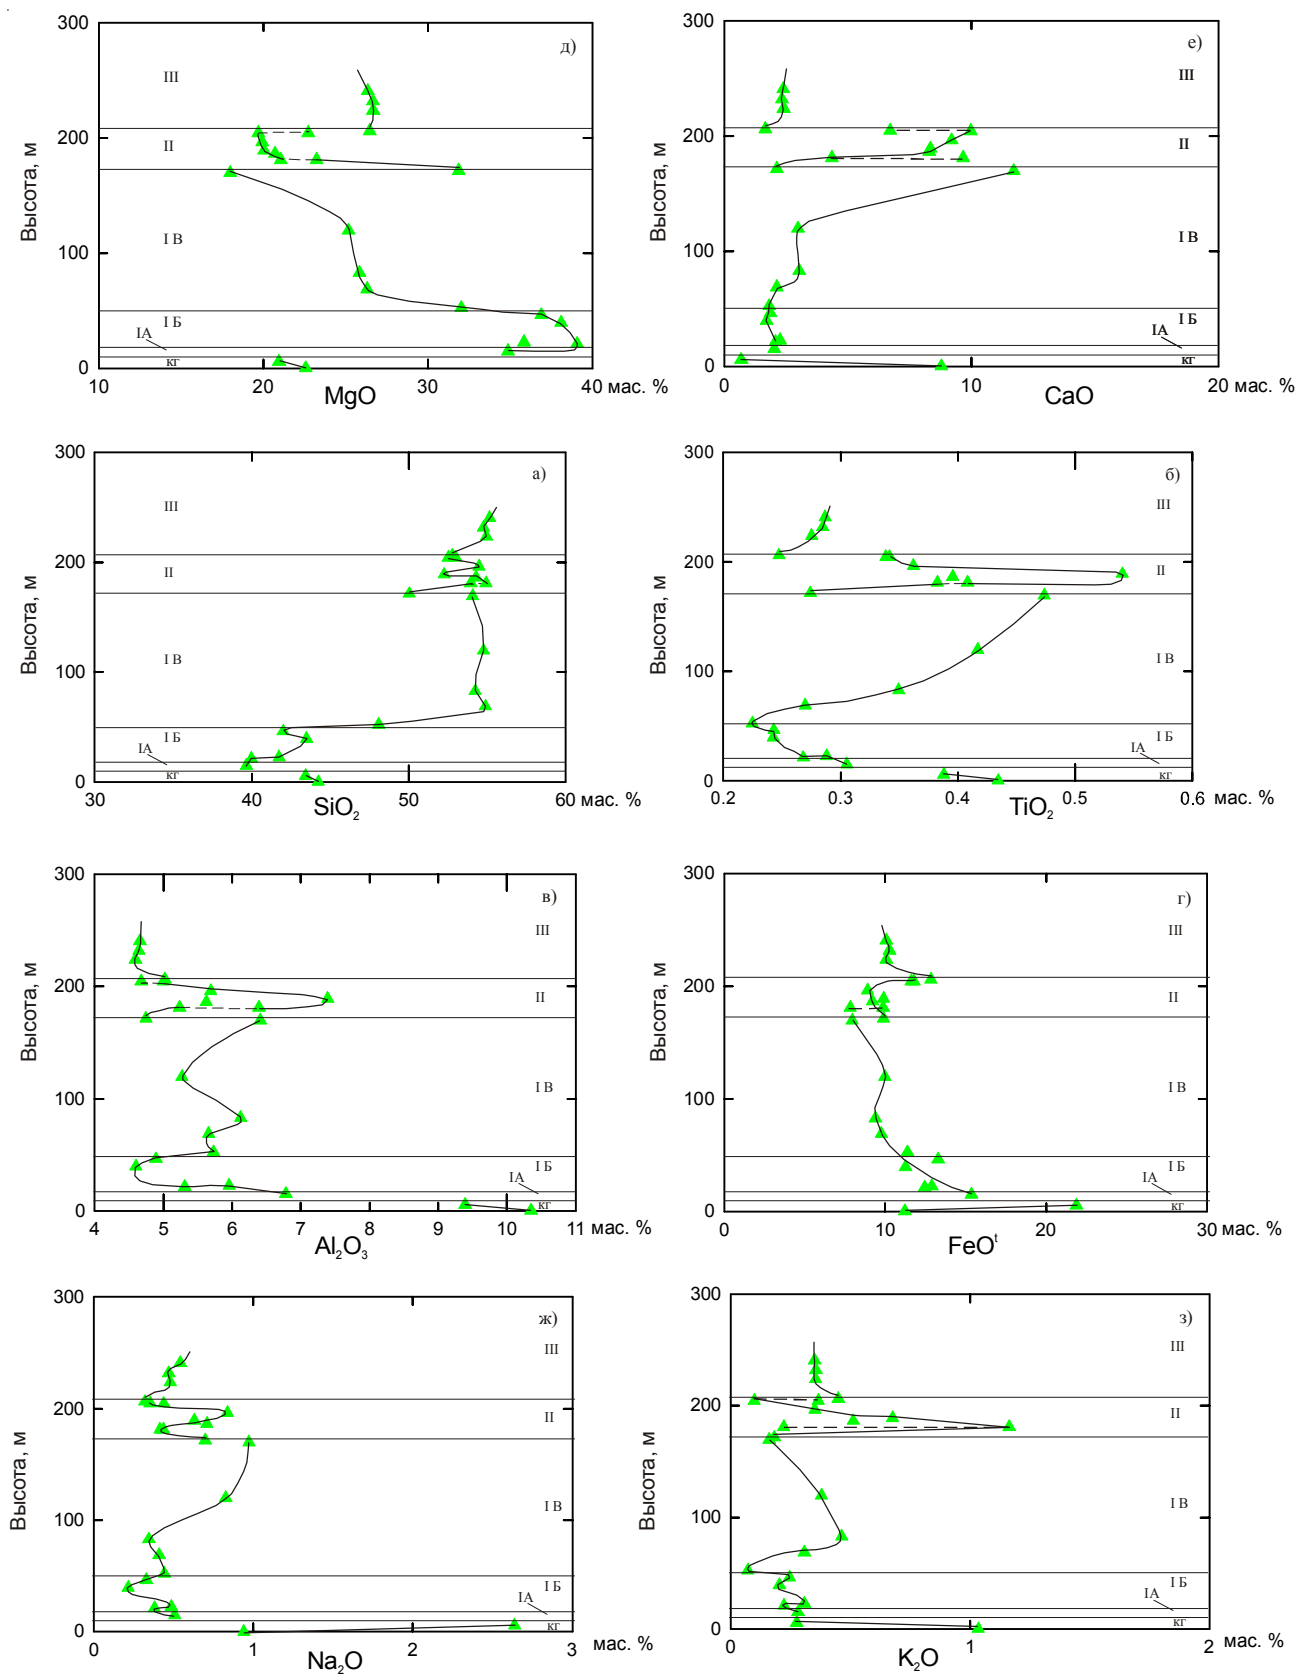 300
200
100
0
Высота, м
д)
III
II
I В
I Б
IА
кг
10
20
30
40 мас. %
MgO
300
200
100
0
Высота, м
е)
III
II
I В
I Б
IА
кг
0
10
20 мас. %
CaO
300
200
100
0
Высота, м
а)
III
II
I В
I Б
IА
кг
30
40
50
60 мас. %
SiO₂
300
200
100
0
Высота, м
б)
III
II
I В
I Б
IА
кг
0.2
0.3
0.4
0.5
0.6 мас. %
TiO₂
300
200
100
0
Высота, м
в)
III
II
I В
I Б
IА
кг
4
5
6
7
8
9
10
11 мас. %
Al₂O₃
300
200
100
0
Высота, м
г)
III
II
I В
I Б
IА
кг
0
10
20
30 мас. %
FeOᵗ
300
200
100
0
Высота, м
ж)
III
II
I В
I Б
IА
кг
0
1
2
3 мас. %
Na₂O
300
200
100
0
Высота, м
з)
III
II
I В
I Б
IА
кг
0
1
2 мас. %
K₂O